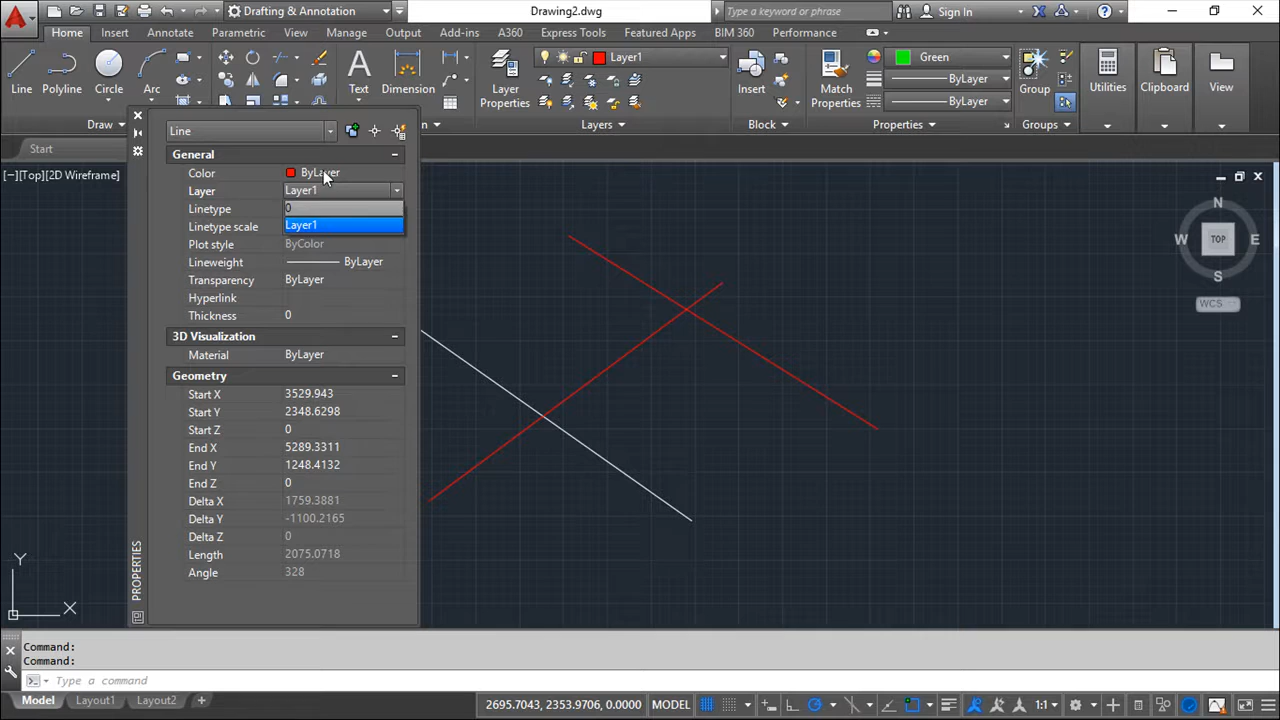 Drafting & Annotation
Drawing2.dwg
Type a keyword or phrase
Sign In
Home Insert Annotate Parametric View Manage Output Add-ins A360 Express Tools Featured Apps BIM 360 Performance
Line Polyline Circle Arc Text Dimension
Layer Properties
Layer1
Insert
Match Properties
Green
ByLayer
ByLayer
Group
Utilities
Clipboard
View
Draw
Layers
Block
Properties
Groups
Start
[−][Top][2D Wireframe]
Line
General
Color ByLayer
Layer Layer1
Linetype 0
Linetype scale Layer1
Plot style ByColor
Lineweight ByLayer
Transparency ByLayer
Hyperlink
Thickness 0
3D Visualization
Material ByLayer
Geometry
Start X 3529.943
Start Y 2348.6298
Start Z 0
End X 5289.3311
End Y 1248.4132
End Z 0
Delta X 1759.3881
Delta Y -1100.2165
Delta Z 0
Length 2075.0718
Angle 328
PROPERTIES
N
W TOP E
S
WCS
Y
X
Command:
Command:
Type a command
Model Layout1 Layout2 +
2695.7043, 2353.9706, 0.0000 MODEL 1:1